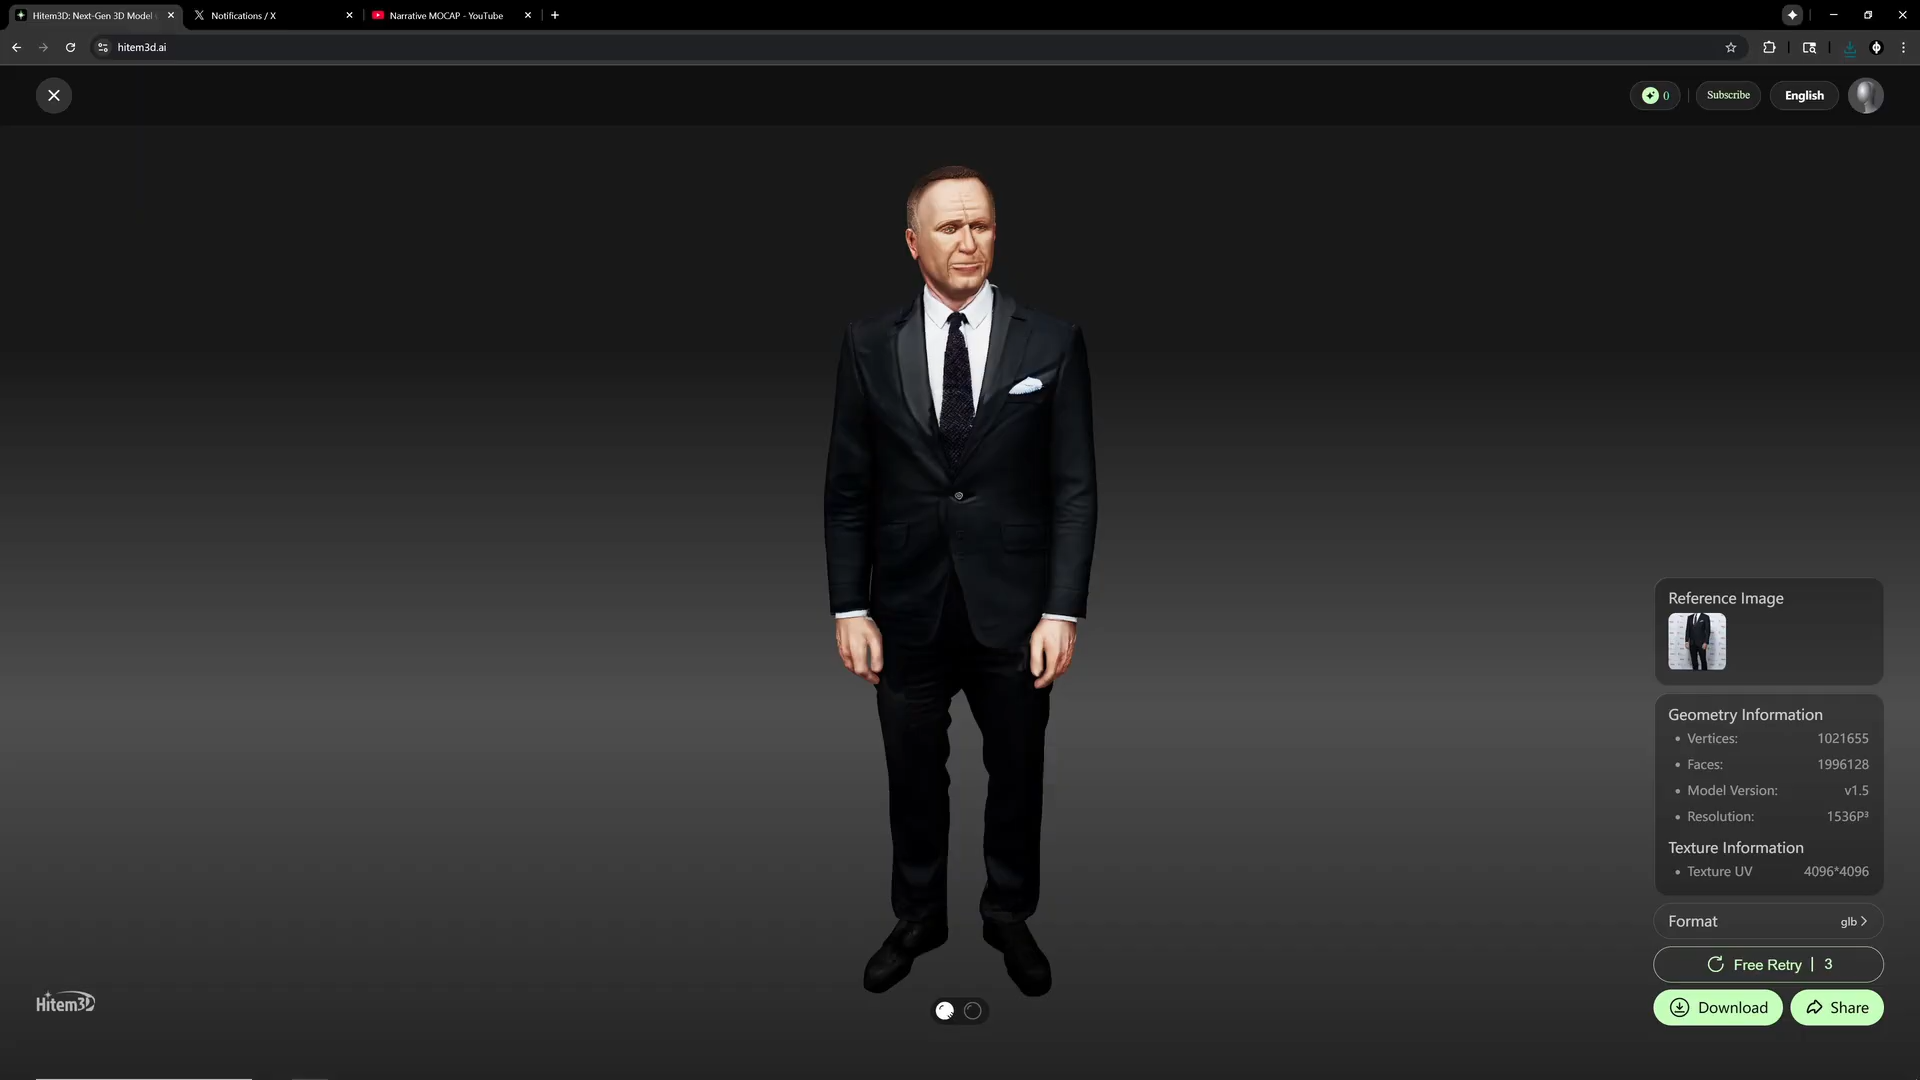 Hitem3D: Next-Gen 3D Model
Notifications / X
Narrative MOCAP - YouTube
hitem3d.ai
0
Subscribe
English
Reference Image
Geometry Information
• Vertices: 1021655
• Faces: 1996128
• Model Version: v1.5
• Resolution: 1536P³
Texture Information
• Texture UV 4096*4096
Format glb >
Free Retry | 3
Download
Share
Hitem3D